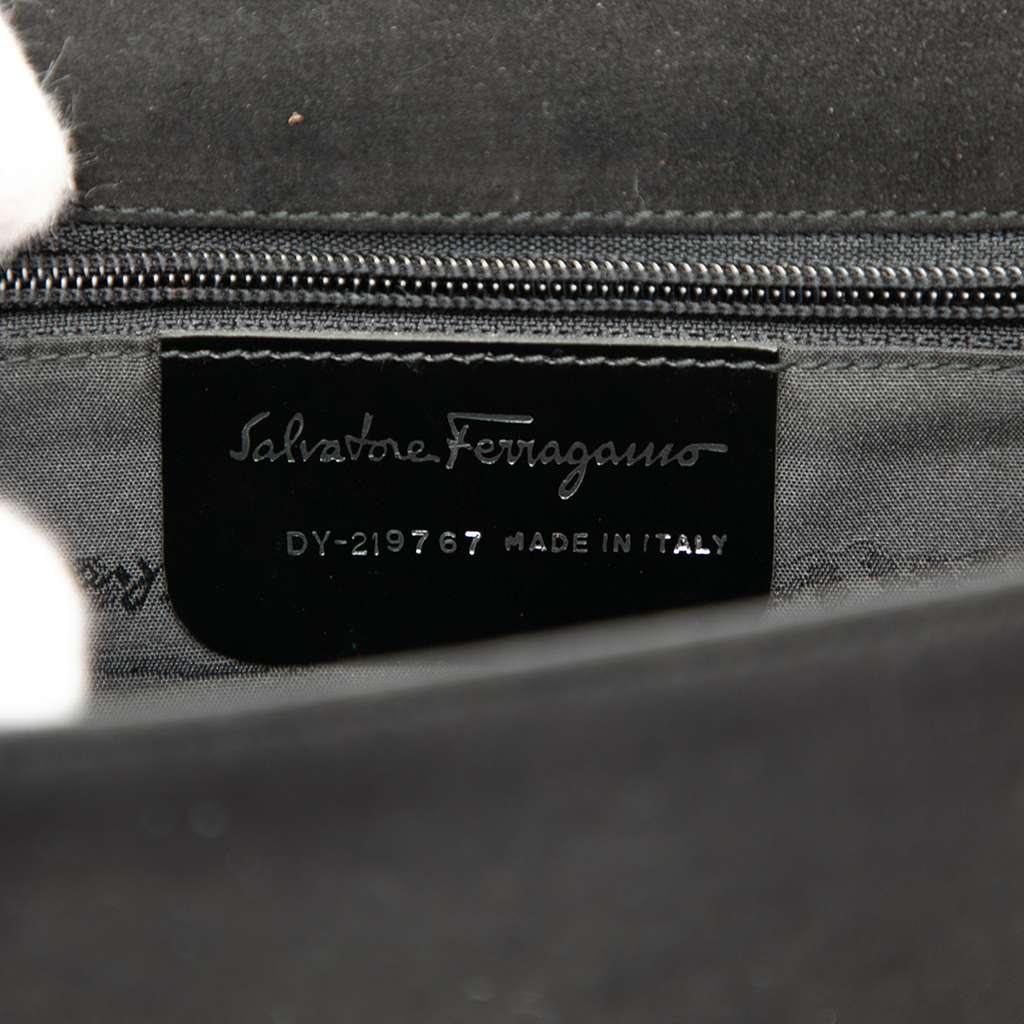 Salvatore Ferragamo
DY-219767 MADE IN ITALY